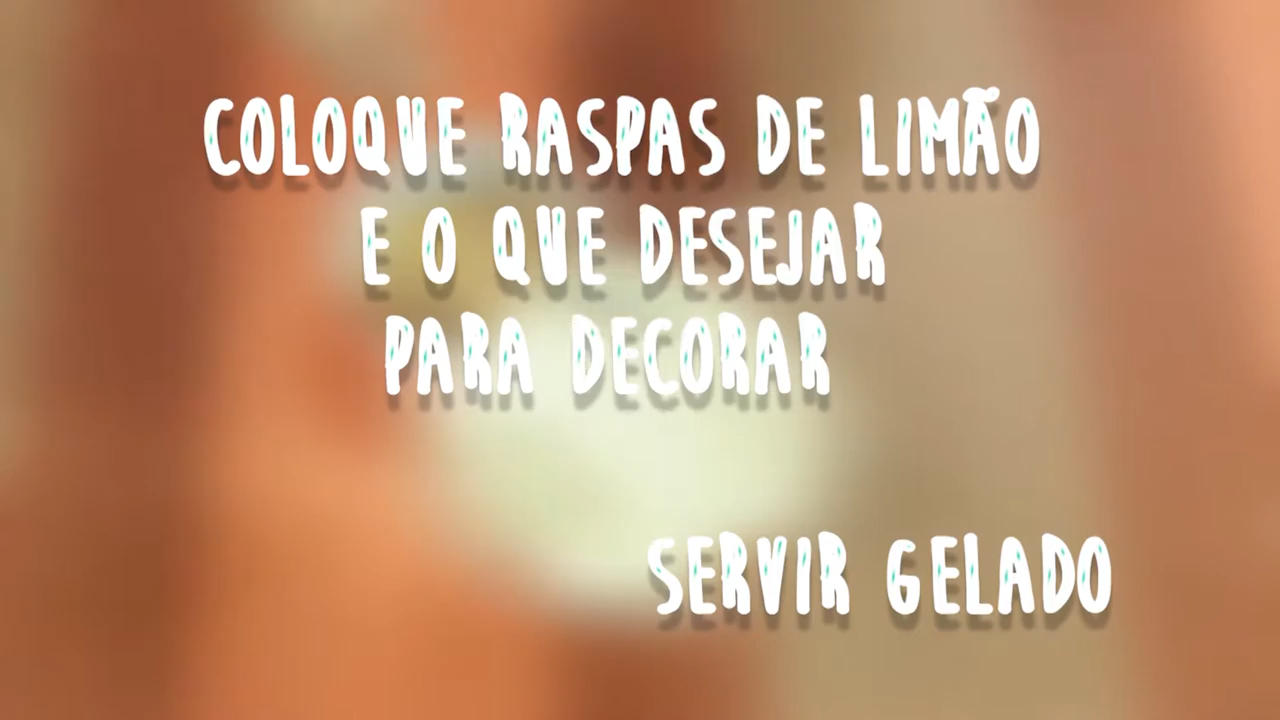 COLOQUE RASPAS DE LIMÃO
E O QUE DESEJAR
PARA DECORAR
SERVIR GELADO